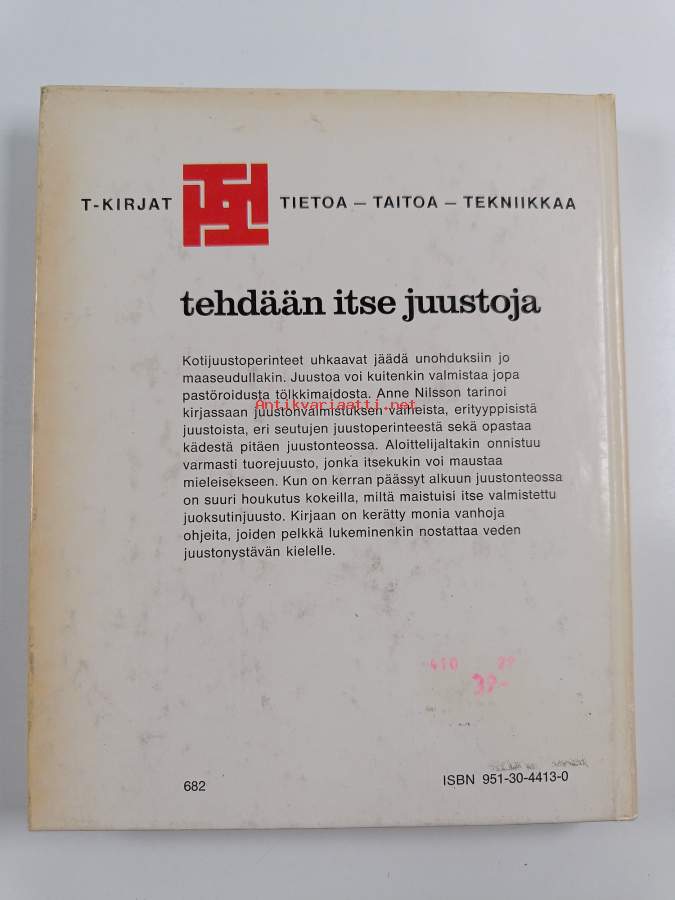 T-KIRJAT TIETOA — TAITOA — TEKNIIKKAA
tehdään itse juustoja
Kotijuustoperinteet uhkaavat jäädä unohduksiin jo
maaseudullakin. Juustoa voi kuitenkin valmistaa jopa
pastöroidusta tölkkimaidosta. Anne Nilsson tarinoi
Antikvariaatti.net
kirjassaan juustonvalmistuksen vaiheista, erityyppisistä
juustoista, eri seutujen juustoperinteestä sekä opastaa
kädestä pitäen juustonteossa. Aloittelijaltakin onnistuu
varmasti tuorejuusto, jonka itsekukin voi maustaa
mieleisekseen. Kun on kerran päässyt alkuun juustonteossa
on suuri houkutus kokeilla, miltä maistuisi itse valmistettu
juoksutinjuusto. Kirjaan on kerätty monia vanhoja
ohjeita, joiden pelkkä lukeminenkin nostattaa veden
juustonystävän kielelle.
682
ISBN 951-30-4413-0